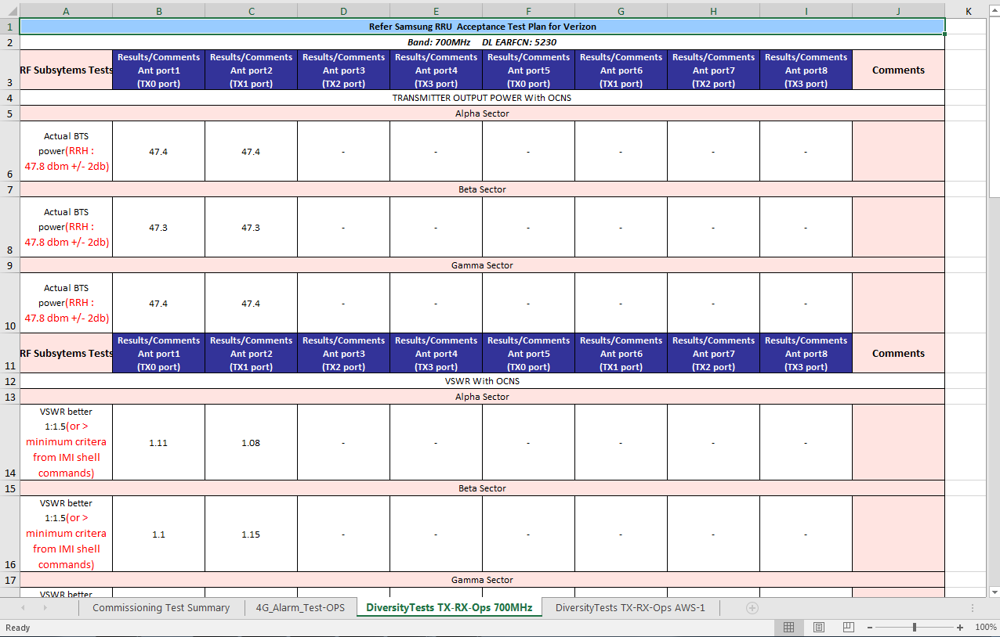 A B C D E F G H I J K
1 Refer Samsung RRU  Acceptance Test Plan for Verizon
2 Band: 700MHz    DL EARFCN: 5230
Results/Comments Results/Comments Results/Comments Results/Comments Results/Comments Results/Comments Results/Comments Results/Comments
RF Subsytems Tests Ant port1 Ant port2 Ant port3 Ant port4 Ant port5 Ant port6 Ant port7 Ant port8 Comments
3 (TX0 port) (TX1 port) (TX2 port) (TX3 port) (TX0 port) (TX1 port) (TX2 port) (TX3 port)
4 TRANSMITTER OUTPUT POWER With OCNS
5 Alpha Sector
Actual BTS
power(RRH : 47.4 47.4 - - - - - -
47.8 dbm +/- 2db)
6
7 Beta Sector
Actual BTS
power(RRH : 47.3 47.3 - - - - - -
47.8 dbm +/- 2db)
8
9 Gamma Sector
Actual BTS
power(RRH : 47.4 47.4 - - - - - -
47.8 dbm +/- 2db)
10
Results/Comments Results/Comments Results/Comments Results/Comments Results/Comments Results/Comments Results/Comments Results/Comments
RF Subsytems Tests Ant port1 Ant port2 Ant port3 Ant port4 Ant port5 Ant port6 Ant port7 Ant port8 Comments
11 (TX0 port) (TX1 port) (TX2 port) (TX3 port) (TX0 port) (TX1 port) (TX2 port) (TX3 port)
12 VSWR With OCNS
13 Alpha Sector
VSWR better
1:1.5(or >
minimum critera 1.11 1.08 - - - - - -
from IMI shell
14 commands)
15 Beta Sector
VSWR better
1:1.5(or >
minimum critera 1.1 1.15 - - - - - -
from IMI shell
16 commands)
17 Gamma Sector
VSWR better
Commissioning Test Summary 4G_Alarm_Test-OPS DiversityTests TX-RX-Ops 700MHz DiversityTests TX-RX-Ops AWS-1
Ready 100%